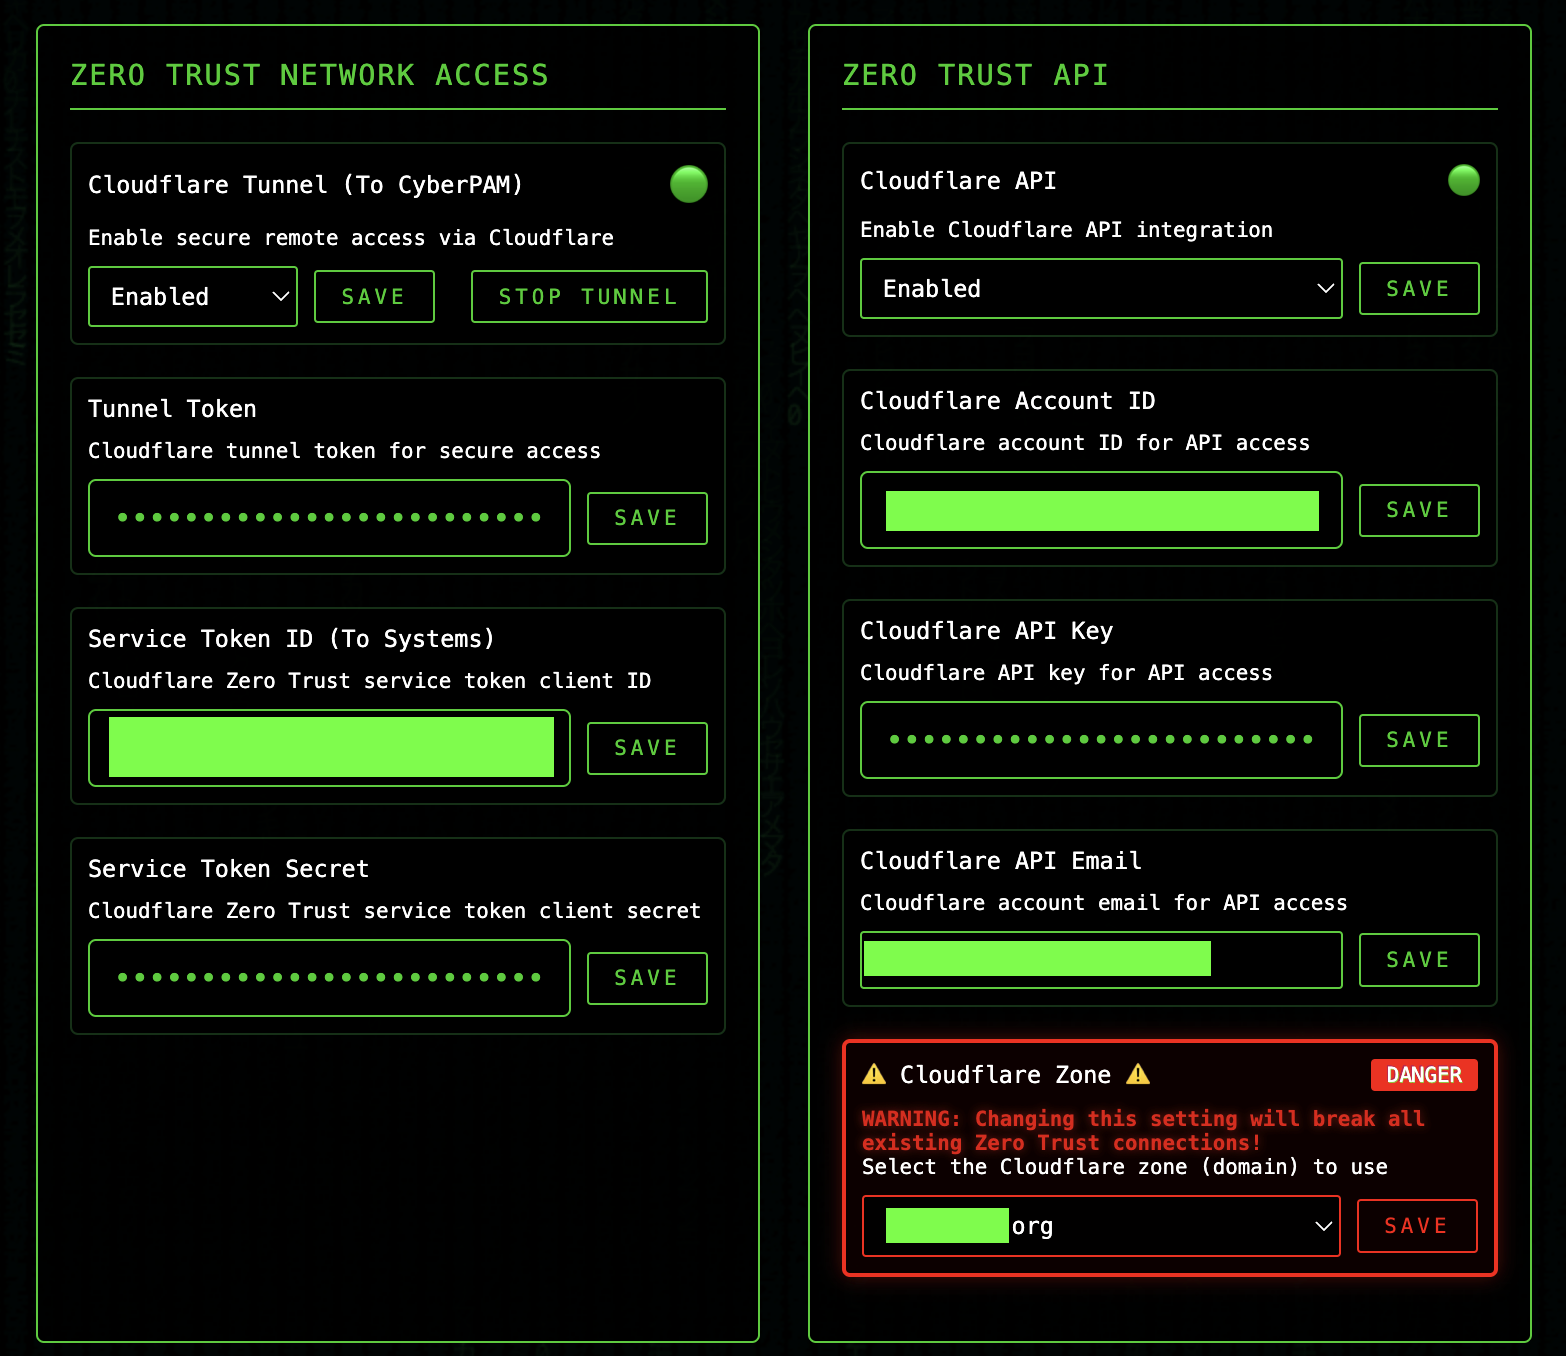 ZERO TRUST NETWORK ACCESS
Cloudflare Tunnel (To CyberPAM)
Enable secure remote access via Cloudflare
Enabled
SAVE
STOP TUNNEL
Tunnel Token
Cloudflare tunnel token for secure access
SAVE
Service Token ID (To Systems)
Cloudflare Zero Trust service token client ID
SAVE
Service Token Secret
Cloudflare Zero Trust service token client secret
SAVE
ZERO TRUST API
Cloudflare API
Enable Cloudflare API integration
Enabled
SAVE
Cloudflare Account ID
Cloudflare account ID for API access
SAVE
Cloudflare API Key
Cloudflare API key for API access
SAVE
Cloudflare API Email
Cloudflare account email for API access
SAVE
⚠️ Cloudflare Zone ⚠️
DANGER
WARNING: Changing this setting will break all
existing Zero Trust connections!
Select the Cloudflare zone (domain) to use
org
SAVE